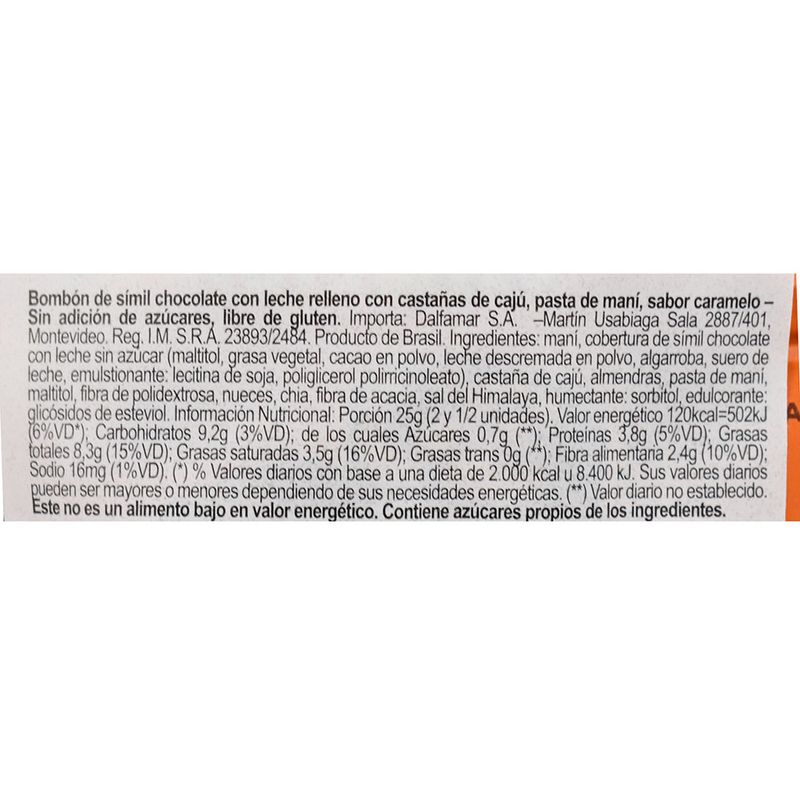 Bombón de símil chocolate con leche relleno con castañas de cajú, pasta de maní, sabor caramelo –
Sin adición de azúcares, libre de gluten. Importa: Dalfamar S.A. –Martín Usabiaga Sala 2887/401,
Montevideo. Reg. I.M. S.R.A. 23893/2484. Producto de Brasil. Ingredientes: maní, cobertura de símil chocolate
con leche sin azúcar (maltitol, grasa vegetal, cacao en polvo, leche descremada en polvo, algarroba, suero de
leche, emulstionante: lecitina de soja, poliglicerol polirricinoleato), castaña de cajú, almendras, pasta de maní,
maltitol, fibra de polidextrosa, nueces, chia, fibra de acacia, sal del Himalaya, humectante: sorbitol, edulcorante:
glicósidos de esteviol. Información Nutricional: Porción 25g (2 y 1/2 unidades). Valor energético 120kcal=502kJ
(6%VD*); Carbohidratos 9,2g (3%VD); de los cuales Azúcares 0,7g (**); Proteínas 3,8g (5%VD); Grasas
totales 8,3g (15%VD); Grasas saturadas 3,5g (16%VD); Grasas trans 0g (**); Fibra alimentaria 2,4g (10%VD);
Sodio 16mg (1%VD). (*) % Valores diarios con base a una dieta de 2.000 kcal u 8.400 kJ. Sus valores diarios
pueden ser mayores o menores dependiendo de sus necesidades energéticas. (**) Valor diario no establecido.
Este no es un alimento bajo en valor energético. Contiene azúcares propios de los ingredientes.
A